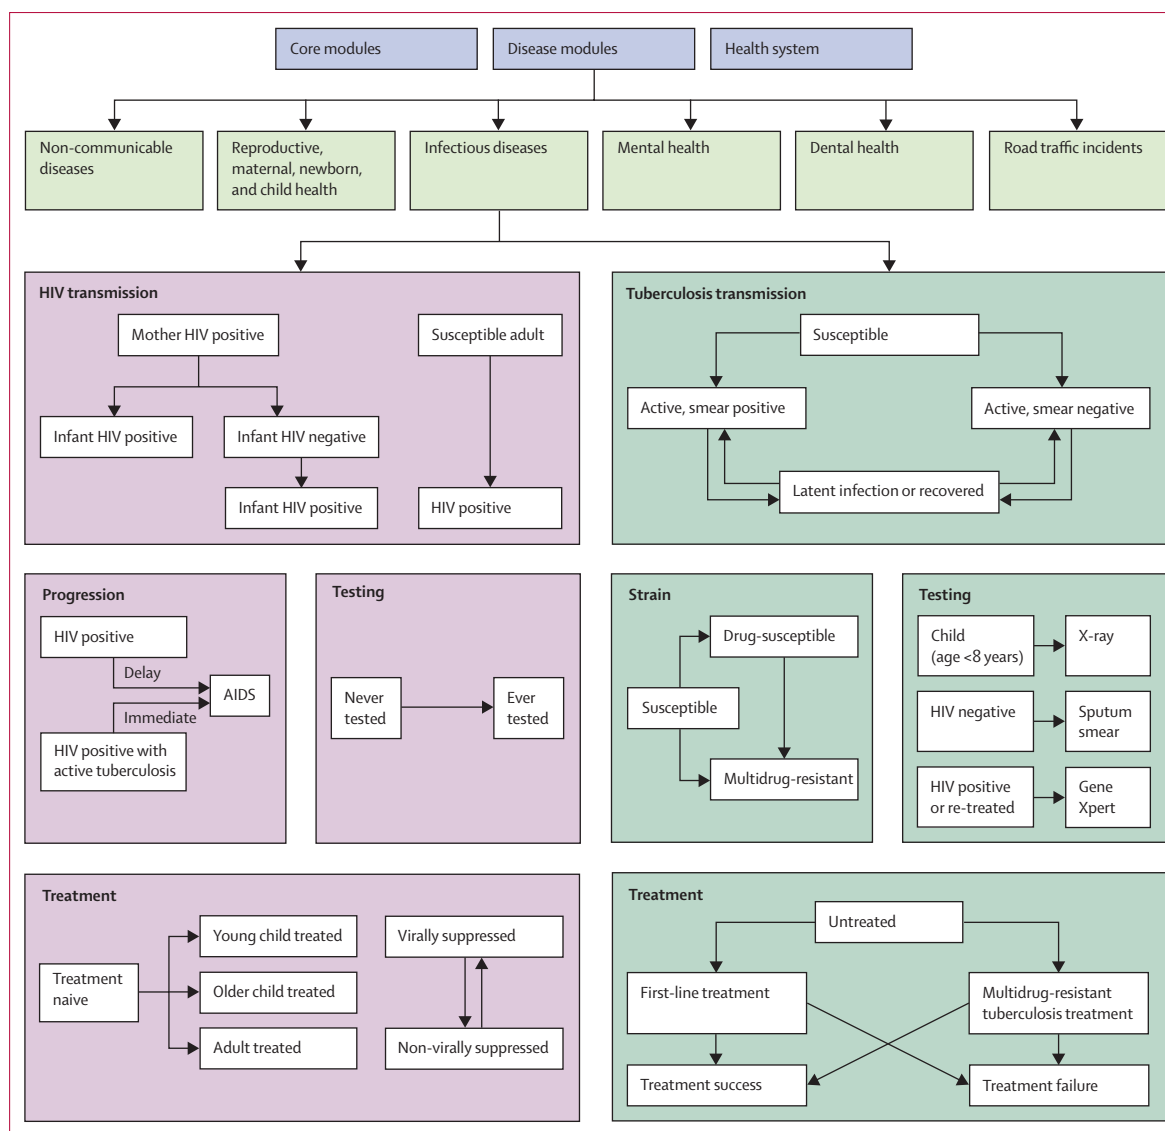 Core modules
Disease modules
Health system
Non-communicable
diseases
Reproductive,
maternal, newborn,
and child health
Infectious diseases
Mental health
Dental health
Road traffic incidents
HIV transmission
Mother HIV positive
Susceptible adult
Infant HIV positive
Infant HIV negative
Infant HIV positive
HIV positive
Tuberculosis transmission
Susceptible
Active, smear positive
Active, smear negative
Latent infection or recovered
Progression
HIV positive
Delay
AIDS
Immediate
HIV positive with
active tuberculosis
Testing
Never
tested
Ever
tested
Strain
Drug-susceptible
Susceptible
Multidrug-resistant
Testing
Child
(age <8 years)
X-ray
HIV negative
Sputum
smear
HIV positive
or re-treated
Gene
Xpert
Treatment
Treatment
naive
Young child treated
Older child treated
Adult treated
Virally suppressed
Non-virally suppressed
Treatment
Untreated
First-line treatment
Multidrug-resistant
tuberculosis treatment
Treatment success
Treatment failure